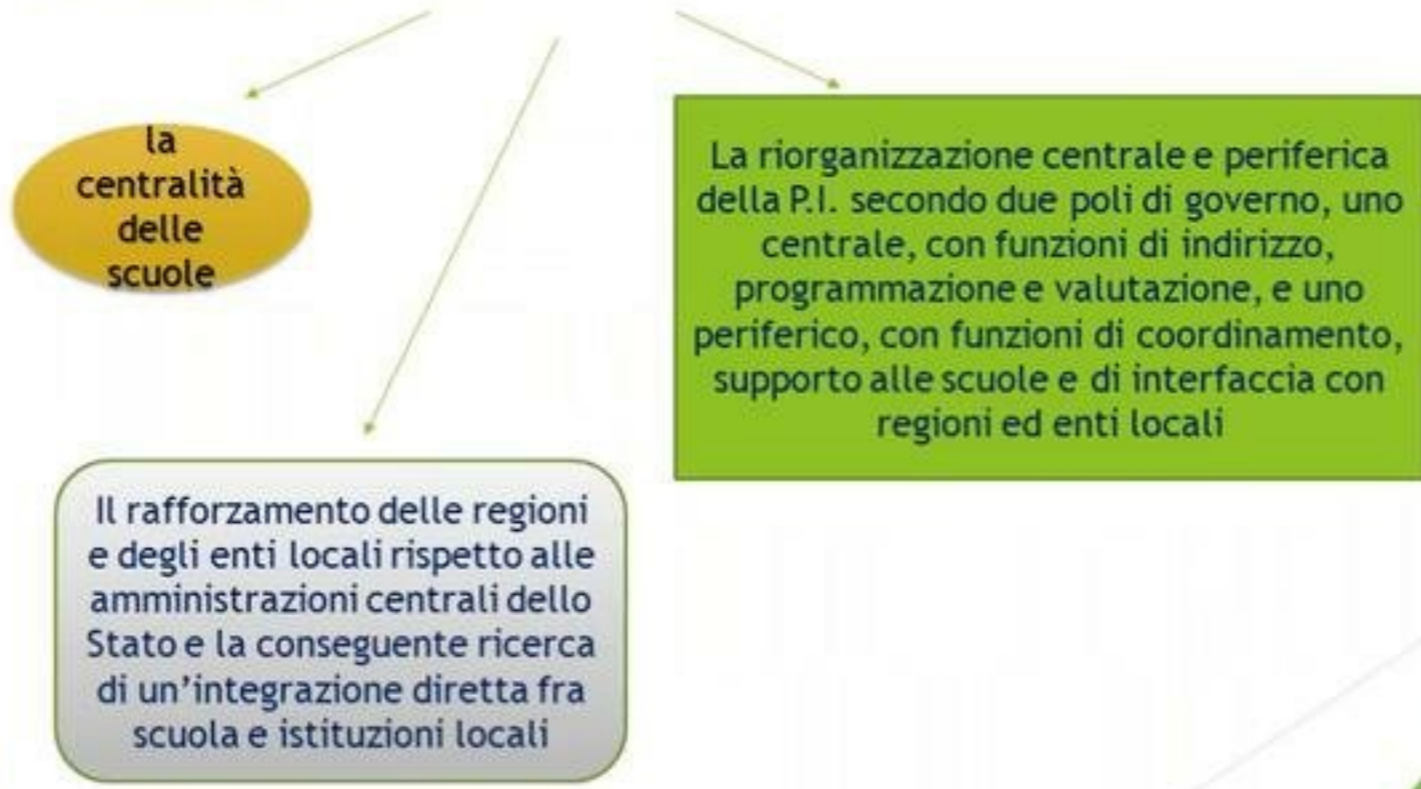 la
centralità
delle
scuole
La riorganizzazione centrale e periferica
della P.I. secondo due poli di governo, uno
centrale, con funzioni di indirizzo,
programmazione e valutazione, e uno
periferico, con funzioni di coordinamento,
supporto alle scuole e di interfaccia con
regioni ed enti locali
Il rafforzamento delle regioni
e degli enti locali rispetto alle
amministrazioni centrali dello
Stato e la conseguente ricerca
di un'integrazione diretta fra
scuola e istituzioni locali